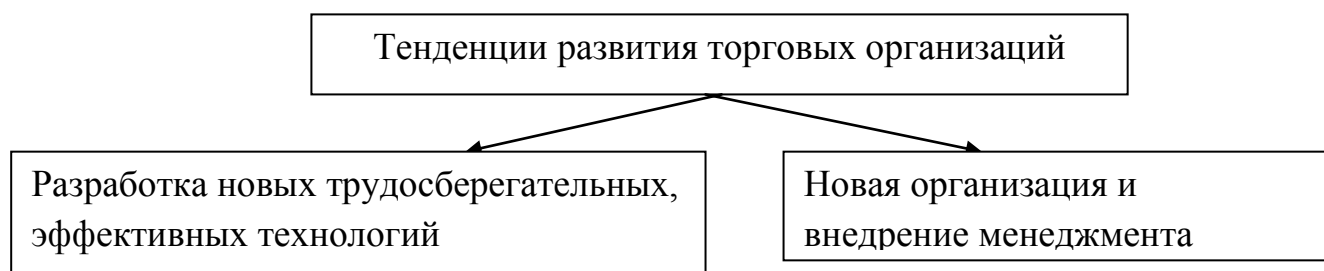 Тенденции развития торговых организаций
Разработка новых трудосберегательных,
эффективных технологий
Новая организация и
внедрение менеджмента